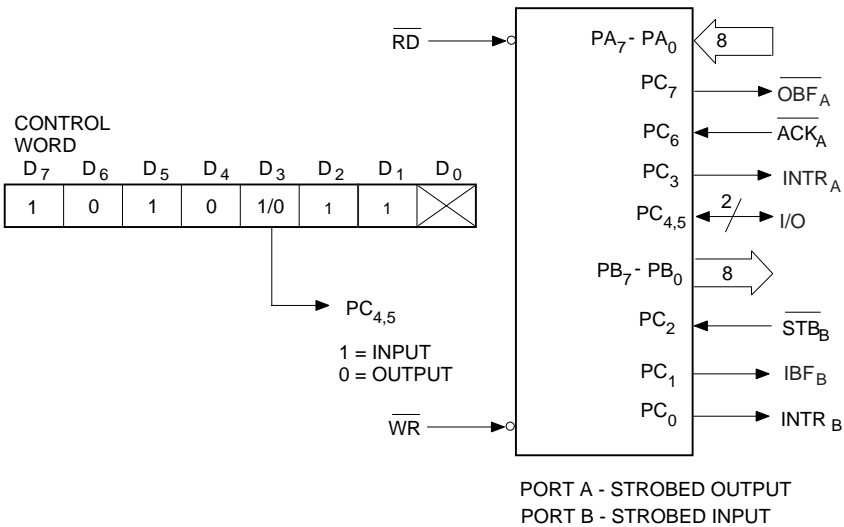 RD
PA7 - PA0
8
PC7
OBFA
CONTROL
WORD
PC6
ACKA
D7 D6 D5 D4 D3 D2 D1 D0
PC3
INTRA
1 0 1 0 1/0 1 1
PC4,5
2
I/O
PB7 - PB0
8
PC4,5
PC2
STBB
1 = INPUT
0 = OUTPUT
PC1
IBFB
WR
PC0
INTR B
PORT A - STROBED OUTPUT
PORT B - STROBED INPUT